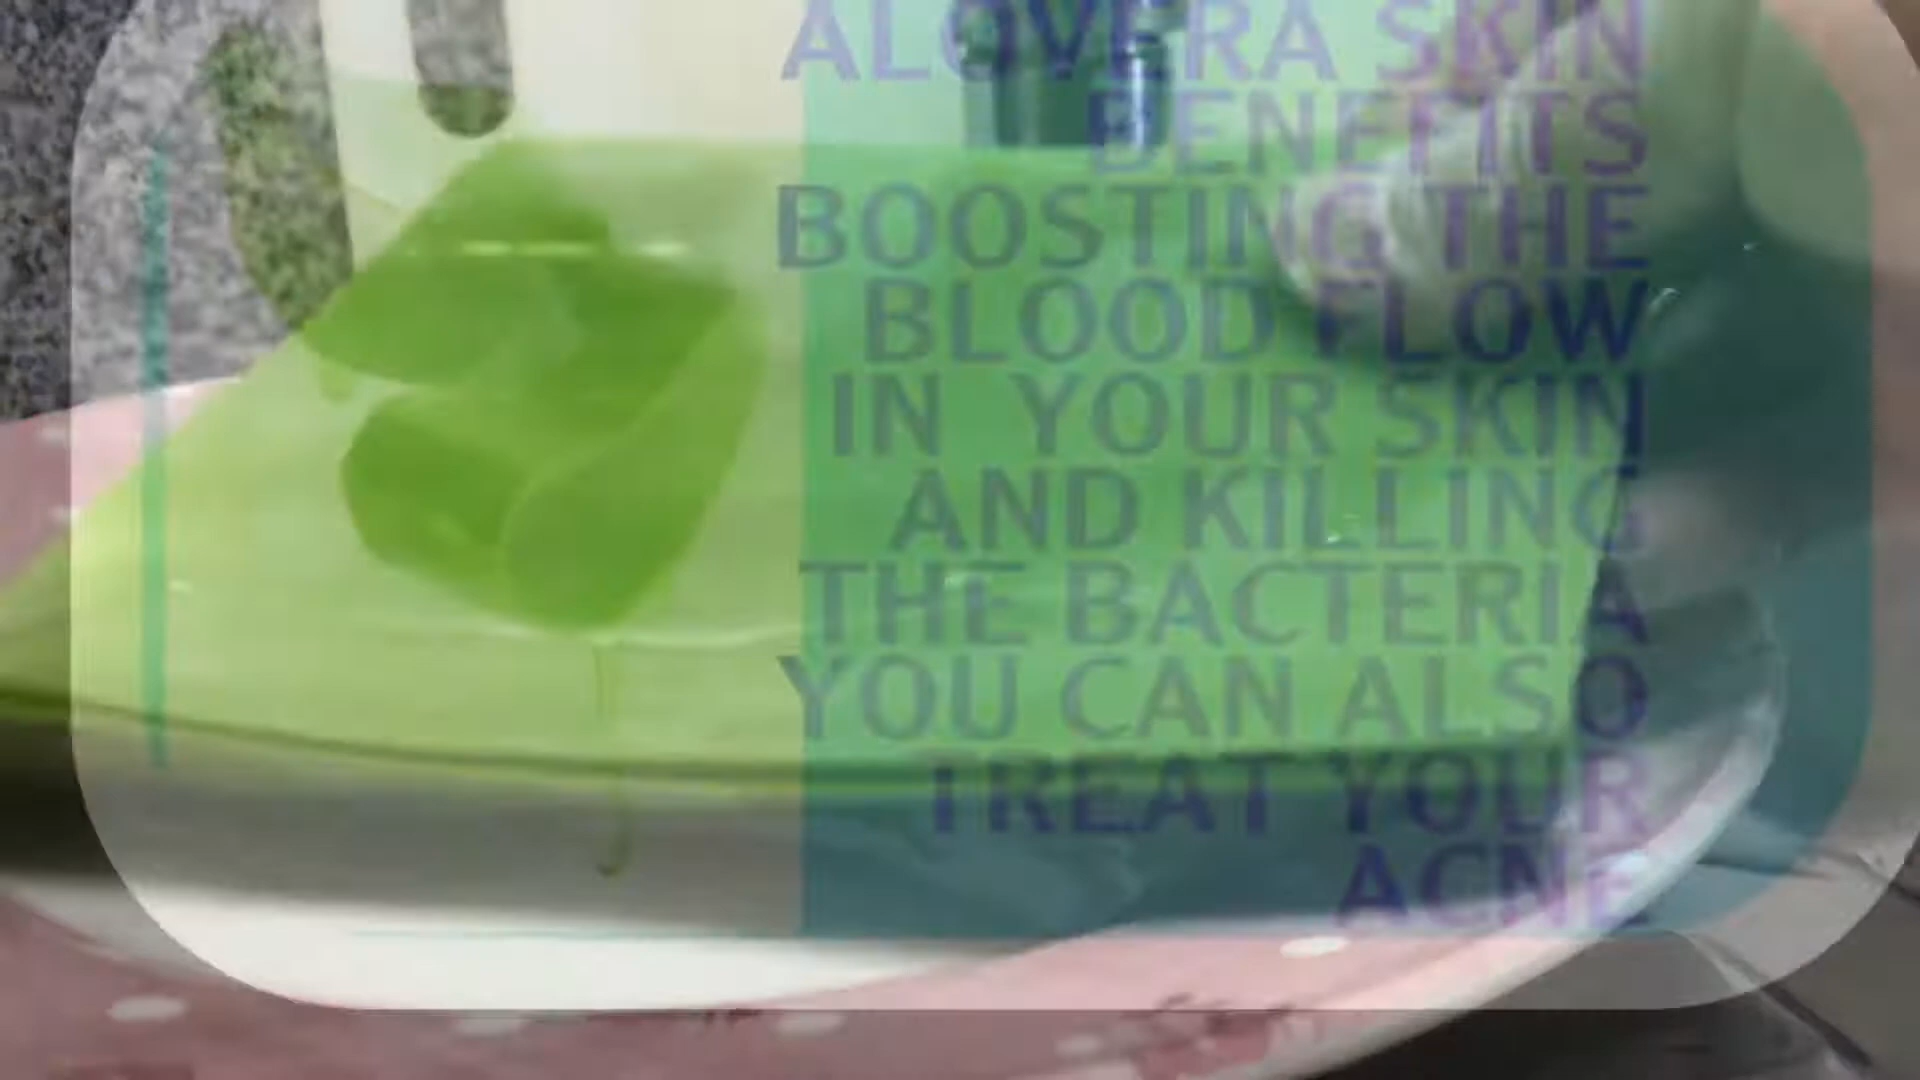 ALOVERA SKIN
BENEFITS
BOOSTING THE
BLOOD FLOW
IN YOUR SKIN
AND KILLING
THE BACTERIA
YOU CAN ALSO
TREAT YOUR
ACNE